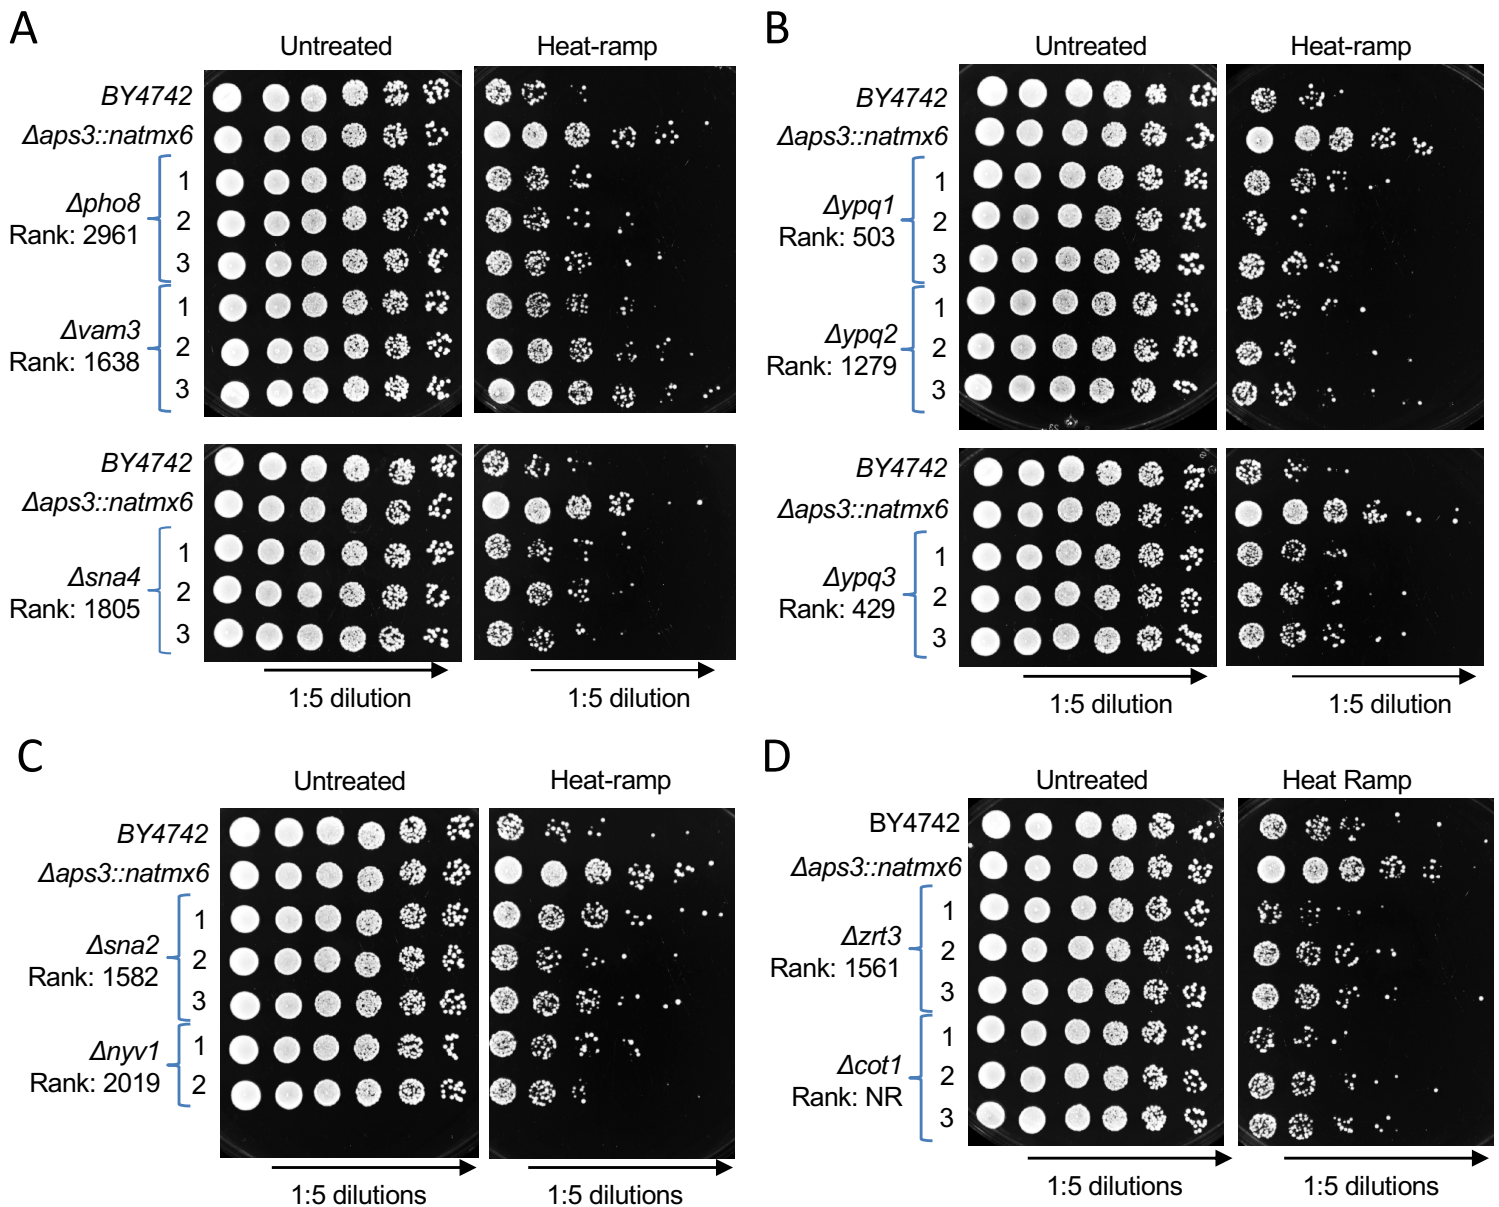 A
Untreated
Heat-ramp
BY4742
Δaps3::natmx6
Δpho8
Rank: 2961
1
2
3
Δvam3
Rank: 1638
1
2
3
BY4742
Δaps3::natmx6
Δsna4
Rank: 1805
1
2
3
1:5 dilution
1:5 dilution
B
Untreated
Heat-ramp
BY4742
Δaps3::natmx6
Δypq1
Rank: 503
1
2
3
Δypq2
Rank: 1279
1
2
3
BY4742
Δaps3::natmx6
Δypq3
Rank: 429
1
2
3
1:5 dilution
1:5 dilution
C
Untreated
Heat-ramp
BY4742
Δaps3::natmx6
Δsna2
Rank: 1582
1
2
3
Δnyv1
Rank: 2019
1
2
1:5 dilutions
1:5 dilutions
D
Untreated
Heat Ramp
BY4742
Δaps3::natmx6
Δzrt3
Rank: 1561
1
2
3
Δcot1
Rank: NR
1
2
3
1:5 dilutions
1:5 dilutions